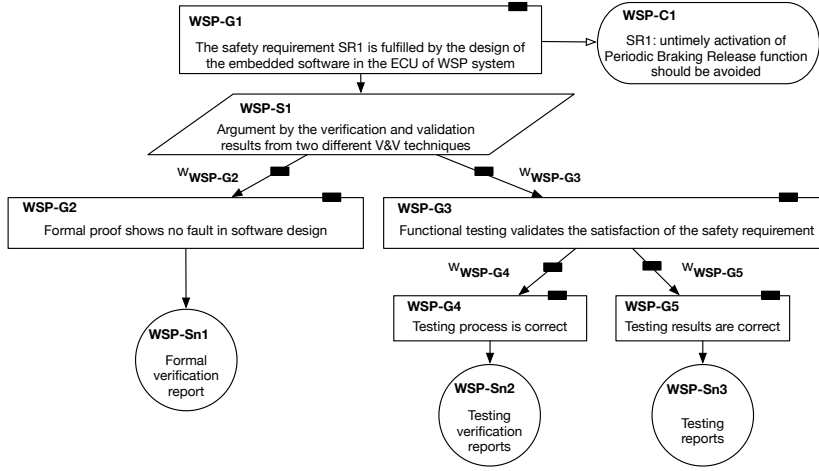 WSP-G1
The safety requirement SR1 is fulfilled by the design of
the embedded software in the ECU of WSP system
WSP-C1
SR1: untimely activation of
Periodic Braking Release function
should be avoided
WSP-S1
Argument by the verification and validation
results from two different V&V techniques
wWSP-G2
wWSP-G3
WSP-G2
Formal proof shows no fault in software design
WSP-G3
Functional testing validates the satisfaction of the safety requirement
wWSP-G4
wWSP-G5
WSP-G4
Testing process is correct
WSP-G5
Testing results are correct
WSP-Sn1
Formal
verification
report
WSP-Sn2
Testing
verification
reports
WSP-Sn3
Testing
reports